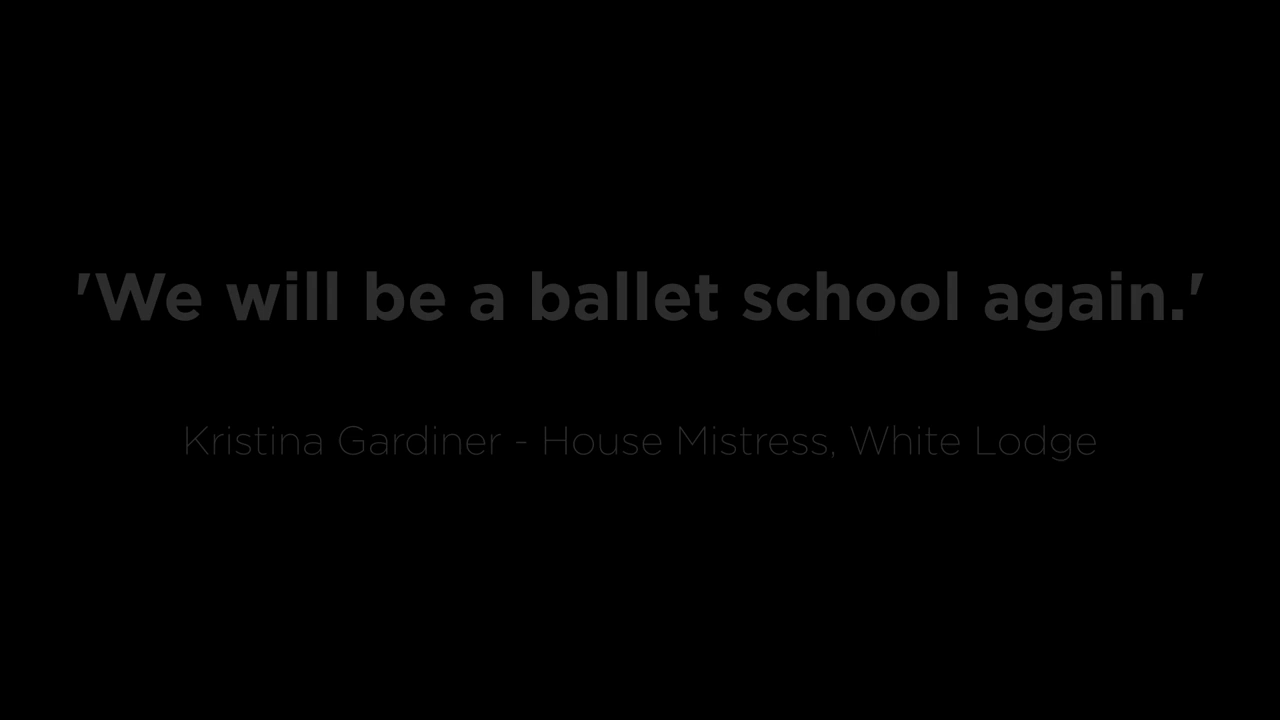 'We will be a ballet school again.'
Kristina Gardiner - House Mistress, White Lodge